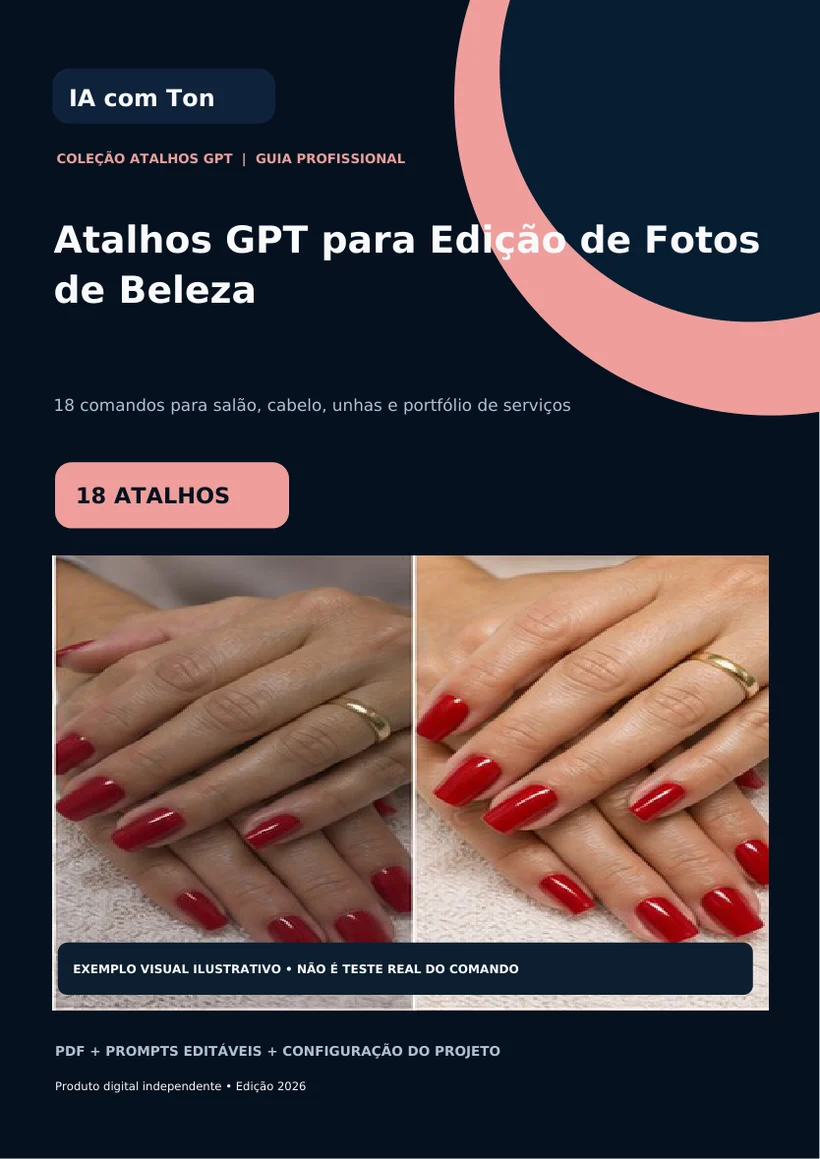 IA com Ton
COLEÇÃO ATALHOS GPT | GUIA PROFISSIONAL
Atalhos GPT para Edição de Fotos
de Beleza
18 comandos para salão, cabelo, unhas e portfólio de serviços
18 ATALHOS
EXEMPLO VISUAL ILUSTRATIVO • NÃO É TESTE REAL DO COMANDO
PDF + PROMPTS EDITÁVEIS + CONFIGURAÇÃO DO PROJETO
Produto digital independente • Edição 2026